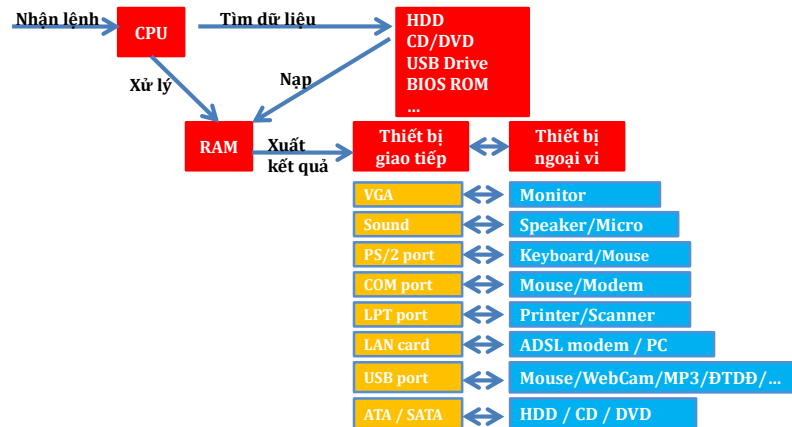 Nhận lệnh
CPU
Tìm dữ liệu
HDD
CD/DVD
USB Drive
BIOS ROM
...
Xử lý
Nạp
RAM
Xuất
kết quả
Thiết bị
giao tiếp
Thiết bị
ngoại vi
VGA
Monitor
Sound
Speaker/Micro
PS/2 port
Keyboard/Mouse
COM port
Mouse/Modem
LPT port
Printer/Scanner
LAN card
ADSL modem / PC
USB port
Mouse/WebCam/MP3/ĐTDĐ/...
ATA / SATA
HDD / CD / DVD